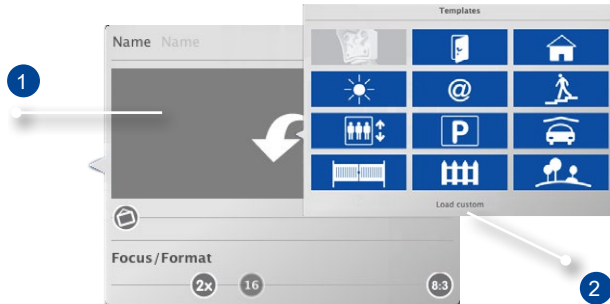 Templates
Name Name
1
@
P
Load custom
Focus/Format
2x 16 8:3
2